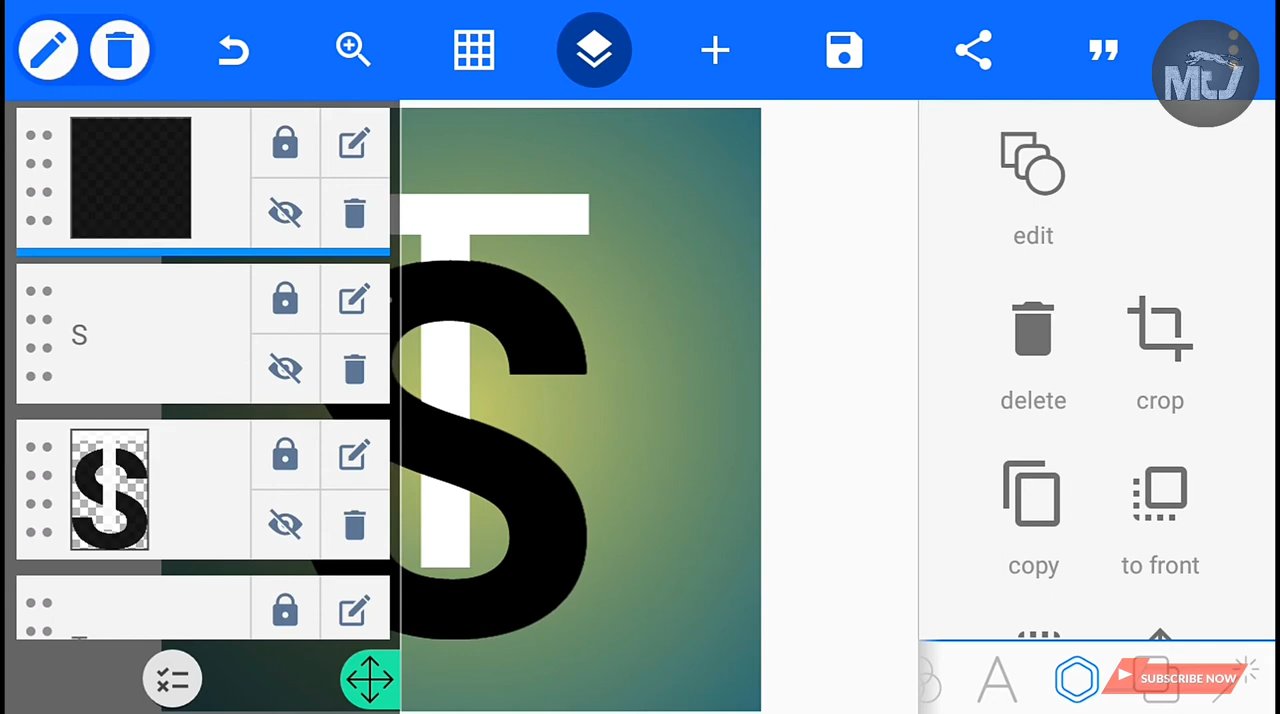 MTJ
edit
S
delete
crop
S
copy
to front
A
SUBSCRIBE NOW